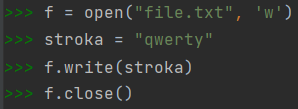 >>> f = open("file.txt", 'w')
>>> stroka = "qwerty"
>>> f.write(stroka)
>>> f.close()